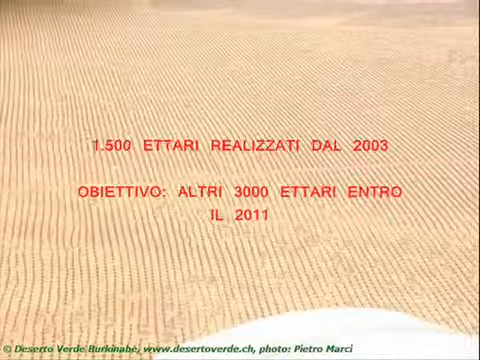 1.500 ETTARI REALIZZATI DAL 2003
OBIETTIVO: ALTRI 3000 ETTARI ENTRO
IL 2011
© Deserto Verde Burkinabé, www.desertoverde.ch, photo: Pietro Marci